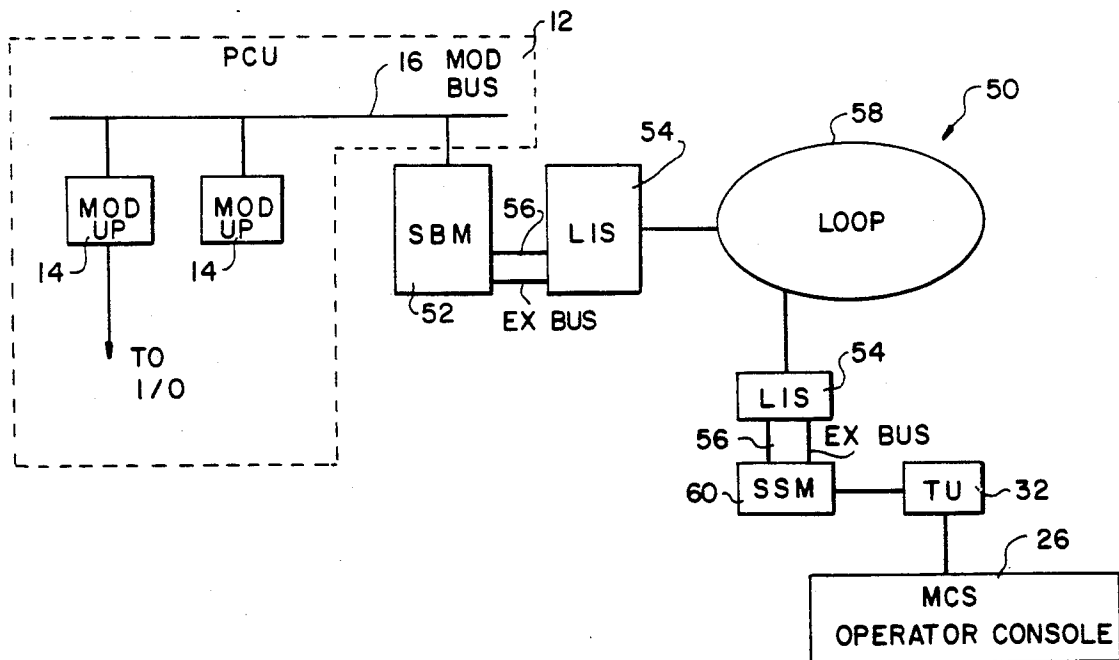 12
PCU
16 MOD
BUS
50
58
54
MOD
UP
MOD
UP
14
14
SBM
56
LIS
LOOP
52
EX BUS
TO
I/O
54
LIS
56
EX BUS
60
SSM
TU
32
26
MCS
OPERATOR CONSOLE